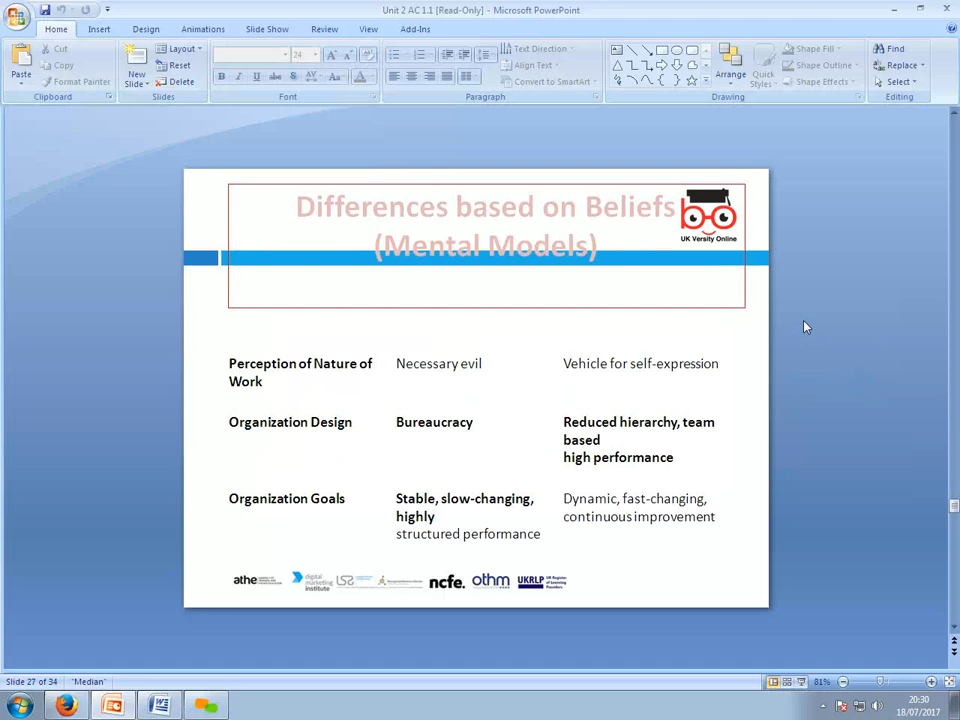 Unit 2 AC 1.1 [Read-Only] - Microsoft PowerPoint
Home Insert Design Animations Slide Show Review View Add-Ins
Paste
Cut
Copy
Format Painter
Clipboard
New Slide
Layout
Reset
Delete
Slides
24
Font
Text Direction
Align Text
Convert to SmartArt
Paragraph
Arrange
Quick Styles
Shape Fill
Shape Outline
Shape Effects
Drawing
Find
Replace
Select
Editing
Differences based on Beliefs
(Mental Models)
UK Versity Online
Perception of Nature of
Work
Necessary evil
Vehicle for self-expression
Organization Design
Bureaucracy
Reduced hierarchy, team
based
high performance
Organization Goals
Stable, slow-changing,
highly
structured performance
Dynamic, fast-changing,
continuous improvement
athe
digital
marketing
institute
ncfe.
othm
UKRLP UK Register of Learning Providers
Slide 27 of 34 "Median" 81%
20:30
18/07/2017